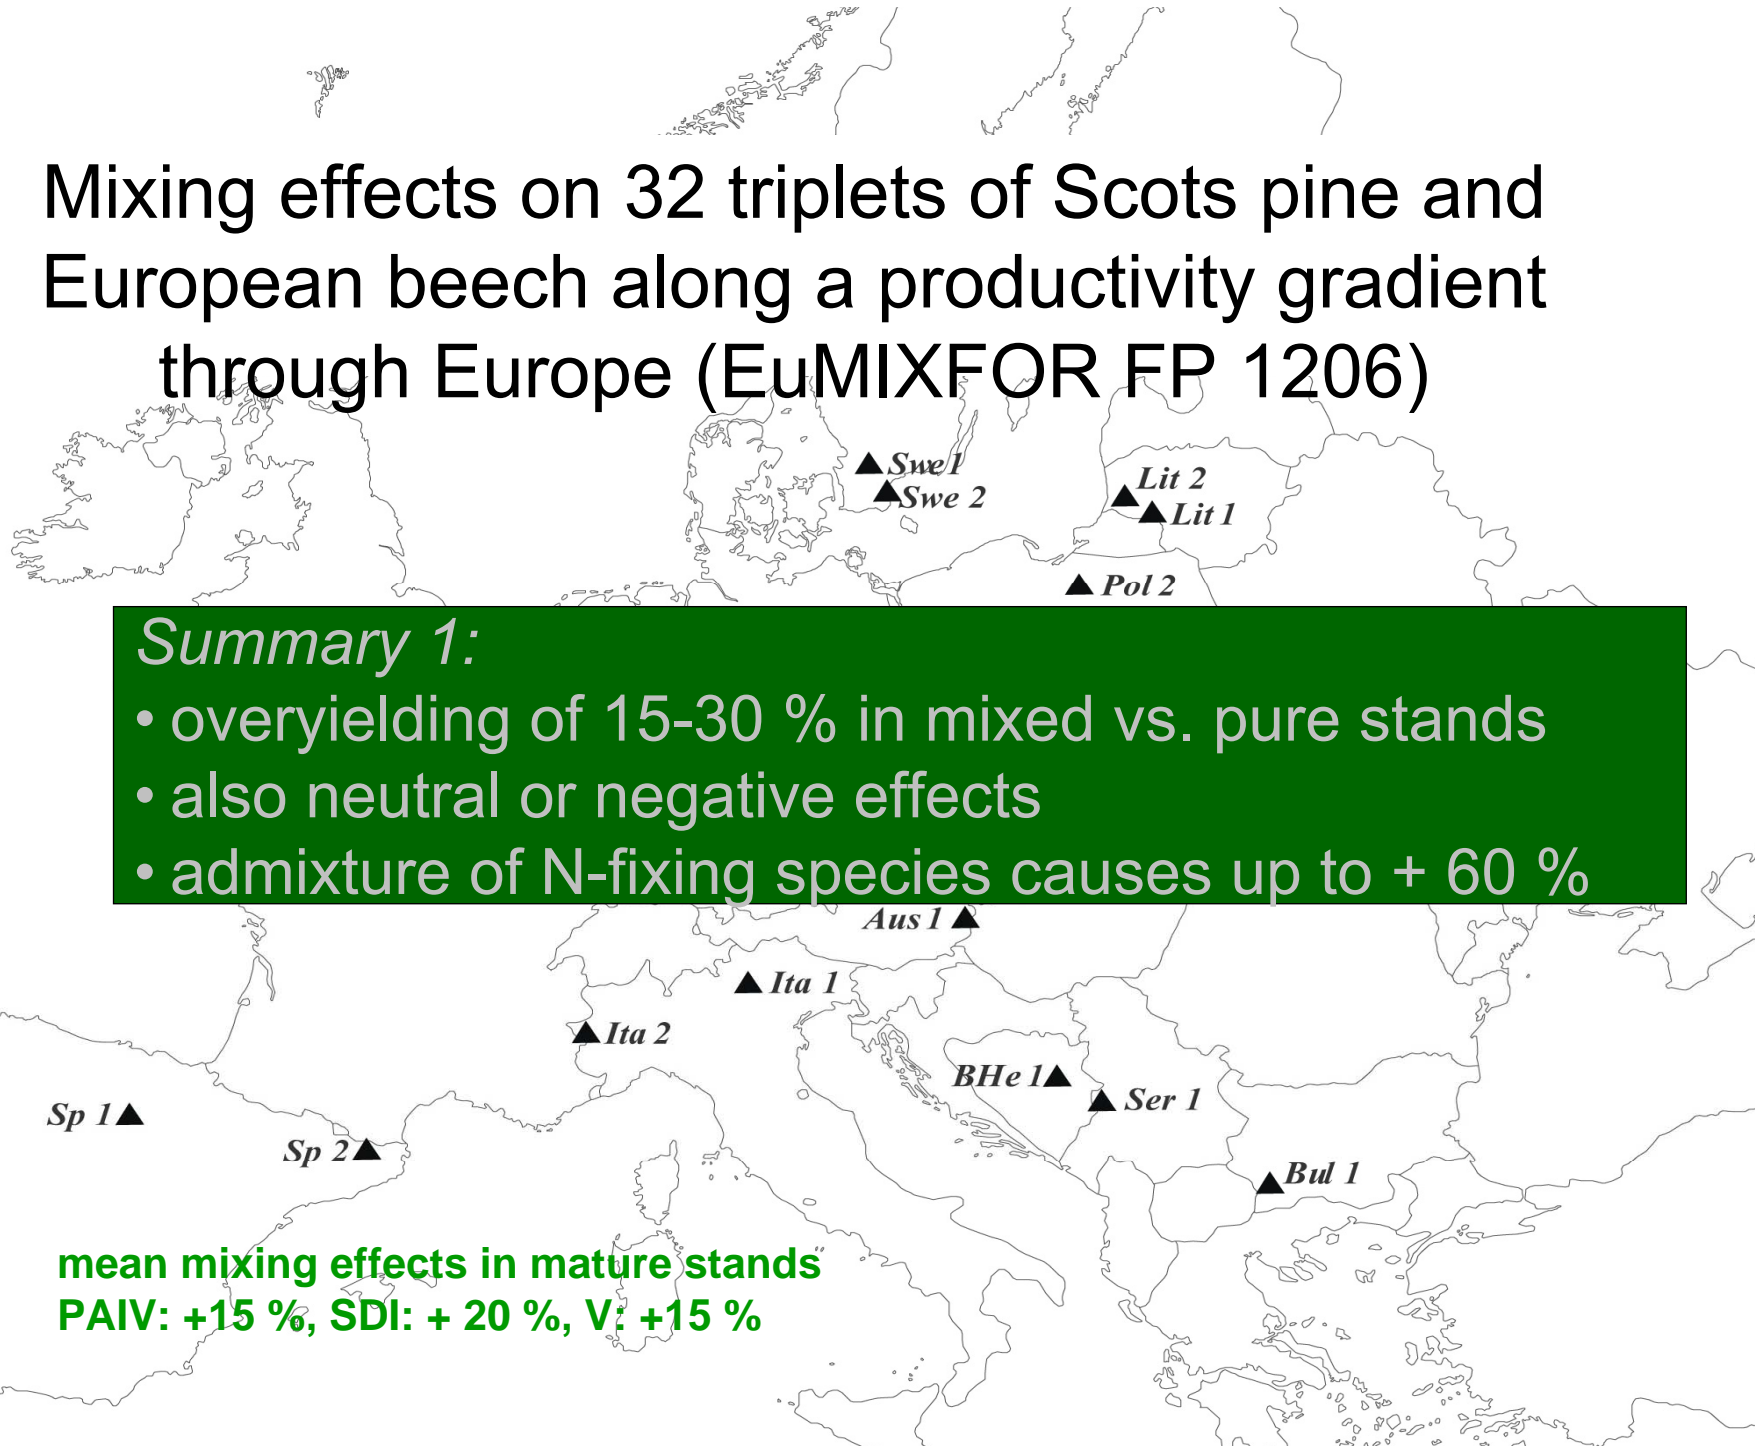 Mixing effects on 32 triplets of Scots pine and
European beech along a productivity gradient
through Europe (EuMIXFOR FP 1206)
Swe1
Swe 2
Lit 2
Lit 1
Pol 2
Summary 1:
• overyielding of 15-30 % in mixed vs. pure stands
• also neutral or negative effects
• admixture of N-fixing species causes up to + 60 %
Aus 1
Ita 1
Ita 2
BHe 1
Ser 1
Sp 1
Sp 2
Bul 1
mean mixing effects in mature stands
PAIV: +15 %, SDI: + 20 %, V: +15 %